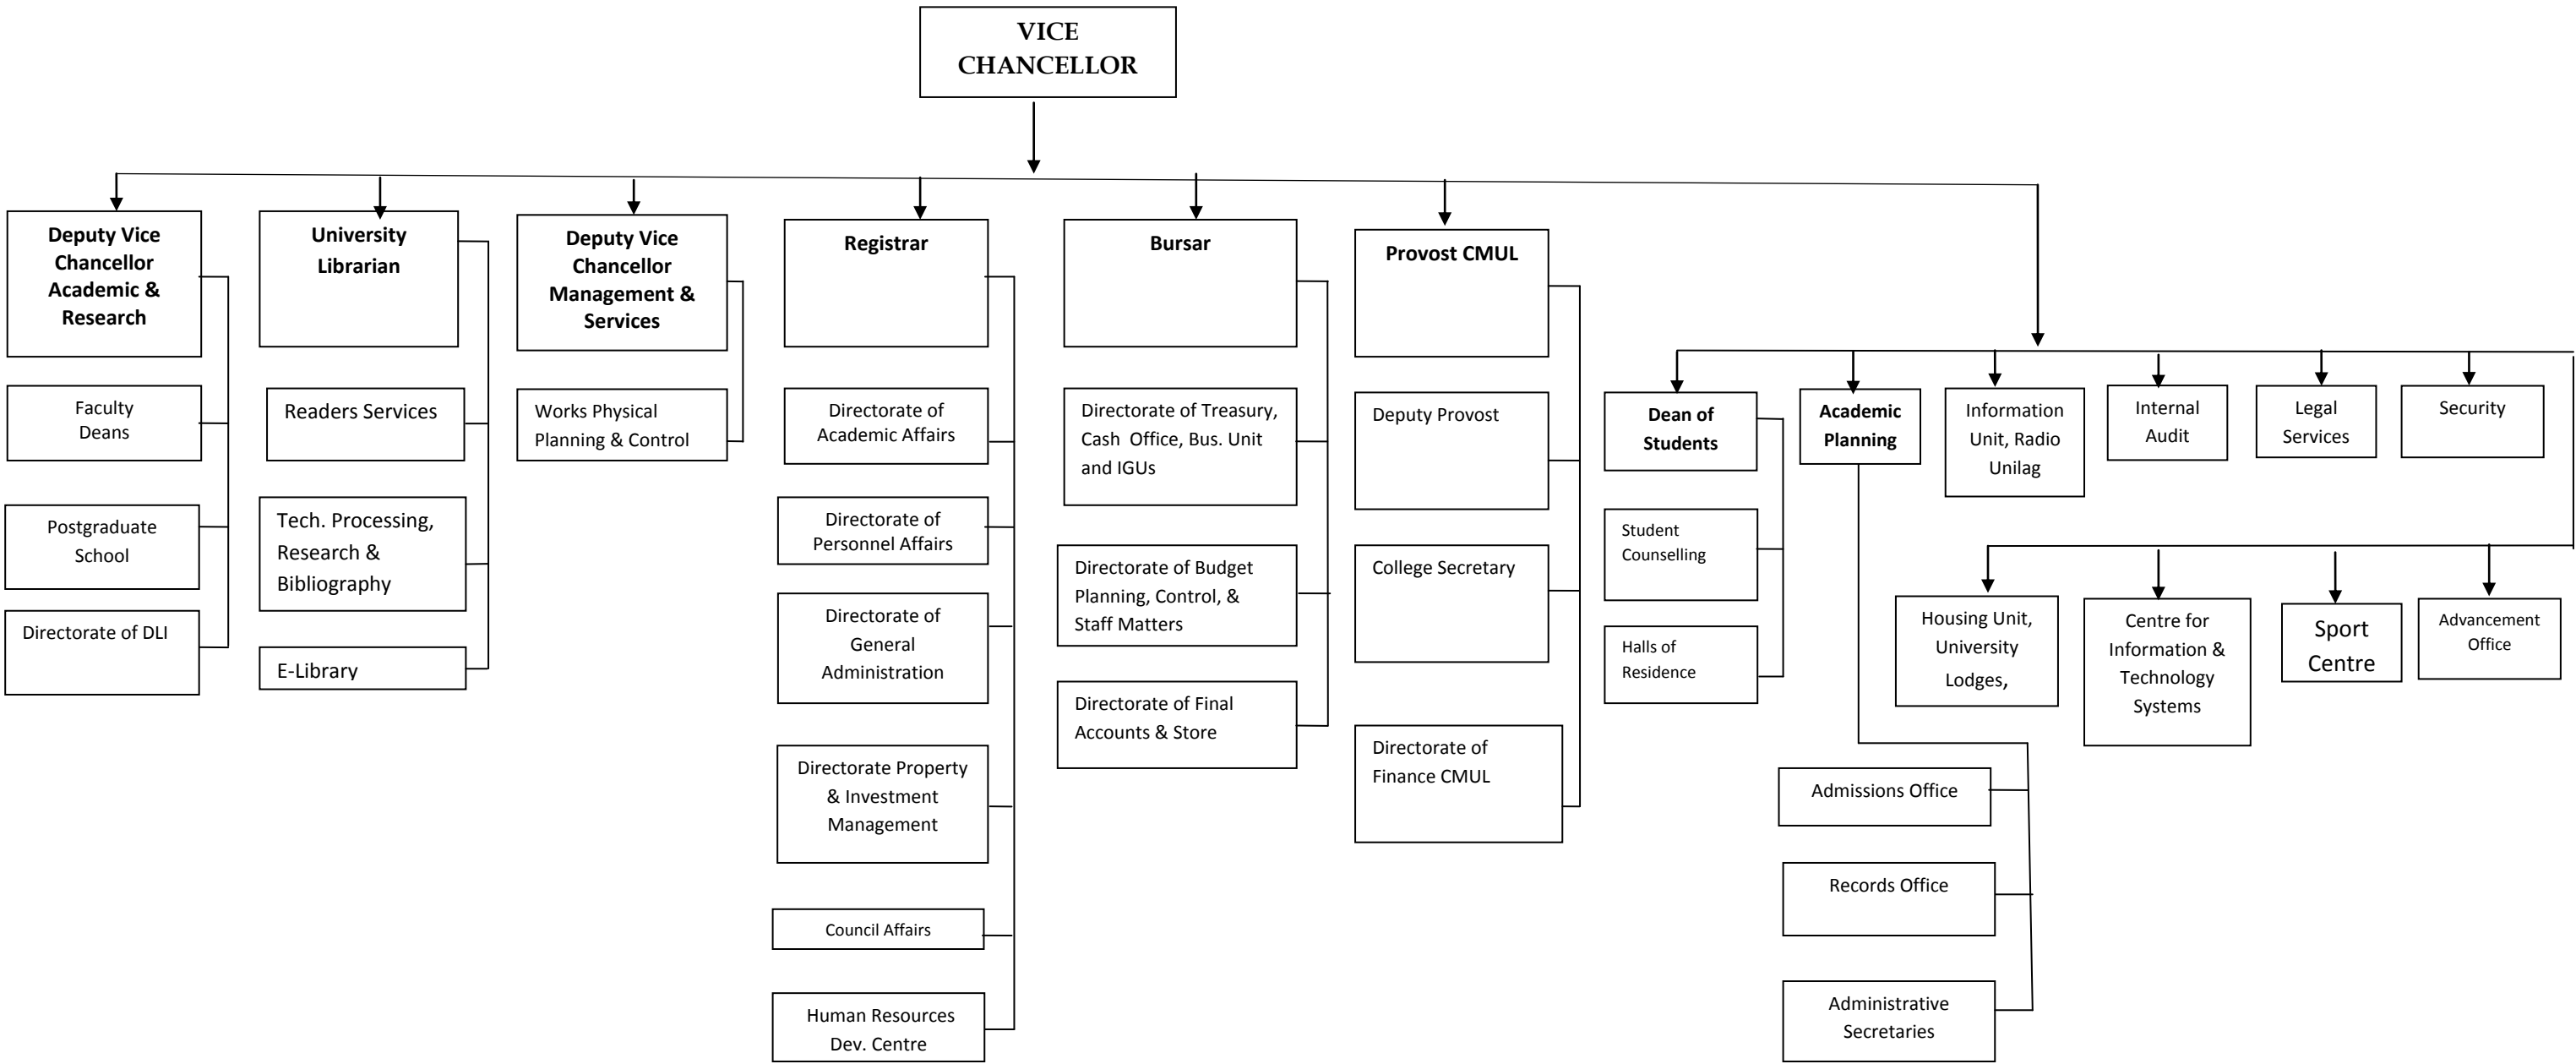 VICE
CHANCELLOR
Deputy Vice
Chancellor
Academic &
Research
University
Librarian
Deputy Vice
Chancellor
Management &
Services
Registrar
Bursar
Provost CMUL
Faculty
Deans
Postgraduate
School
Directorate of DLI
Readers Services
Tech. Processing,
Research &
Bibliography
E-Library
Works Physical
Planning & Control
Directorate of
Academic Affairs
Directorate of
Personnel Affairs
Directorate of
General
Administration
Directorate Property
& Investment
Management
Council Affairs
Human Resources
Dev. Centre
Directorate of Treasury,
Cash Office, Bus. Unit
and IGUs
Directorate of Budget
Planning, Control, &
Staff Matters
Directorate of Final
Accounts & Store
Deputy Provost
College Secretary
Directorate of
Finance CMUL
Dean of
Students
Student
Counselling
Halls of
Residence
Academic
Planning
Information
Unit, Radio
Unilag
Internal
Audit
Legal
Services
Security
Housing Unit,
University
Lodges,
Centre for
Information &
Technology
Systems
Sport
Centre
Advancement
Office
Admissions Office
Records Office
Administrative
Secretaries